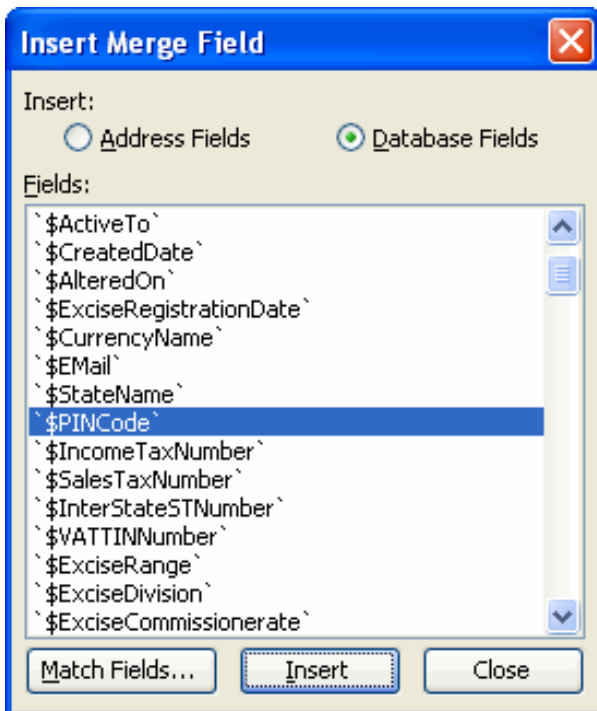 Insert Merge Field
Insert:
Address Fields Database Fields
Fields:
`$ActiveTo`
`$CreatedDate`
`$AlteredOn`
`$ExciseRegistrationDate`
`$CurrencyName`
`$EMail`
`$StateName`
`$PINCode`
`$IncomeTaxNumber`
`$SalesTaxNumber`
`$InterStateSTNumber`
`$VATTINNumber`
`$ExciseRange`
`$ExciseDivision`
`$ExciseCommissionerate`
Match Fields... Insert Close